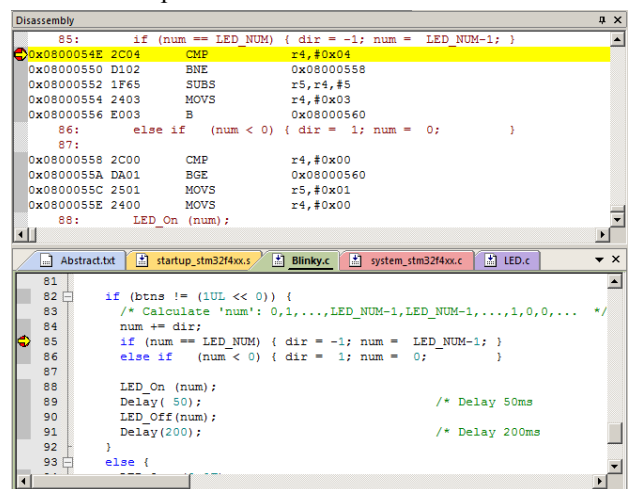 Disassembly
85: if (num == LED_NUM) { dir = -1; num = LED_NUM-1; }
0x0800054E 2C04 CMP r4,#0x04
0x08000550 D102 BNE 0x08000558
0x08000552 1F65 SUBS r5,r4,#5
0x08000554 2403 MOVS r4,#0x03
0x08000556 E003 B 0x08000560
86: else if (num < 0) { dir = 1; num = 0; }
87:
0x08000558 2C00 CMP r4,#0x00
0x0800055A DA01 BGE 0x08000560
0x0800055C 2501 MOVS r5,#0x01
0x0800055E 2400 MOVS r4,#0x00
88: LED_On (num);
Abstract.txt startup_stm32f4xx.s Blinky.c system_stm32f4xx.c LED.c
81
82 if (btns != (1UL << 0)) {
83 /* Calculate 'num': 0,1,...,LED_NUM-1,LED_NUM-1,...,1,0,0,... */
84 num += dir;
85 if (num == LED_NUM) { dir = -1; num = LED_NUM-1; }
86 else if (num < 0) { dir = 1; num = 0; }
87
88 LED_On (num);
89 Delay( 50); /* Delay 50ms
90 LED_Off(num);
91 Delay(200); /* Delay 200ms
92 }
93 else {